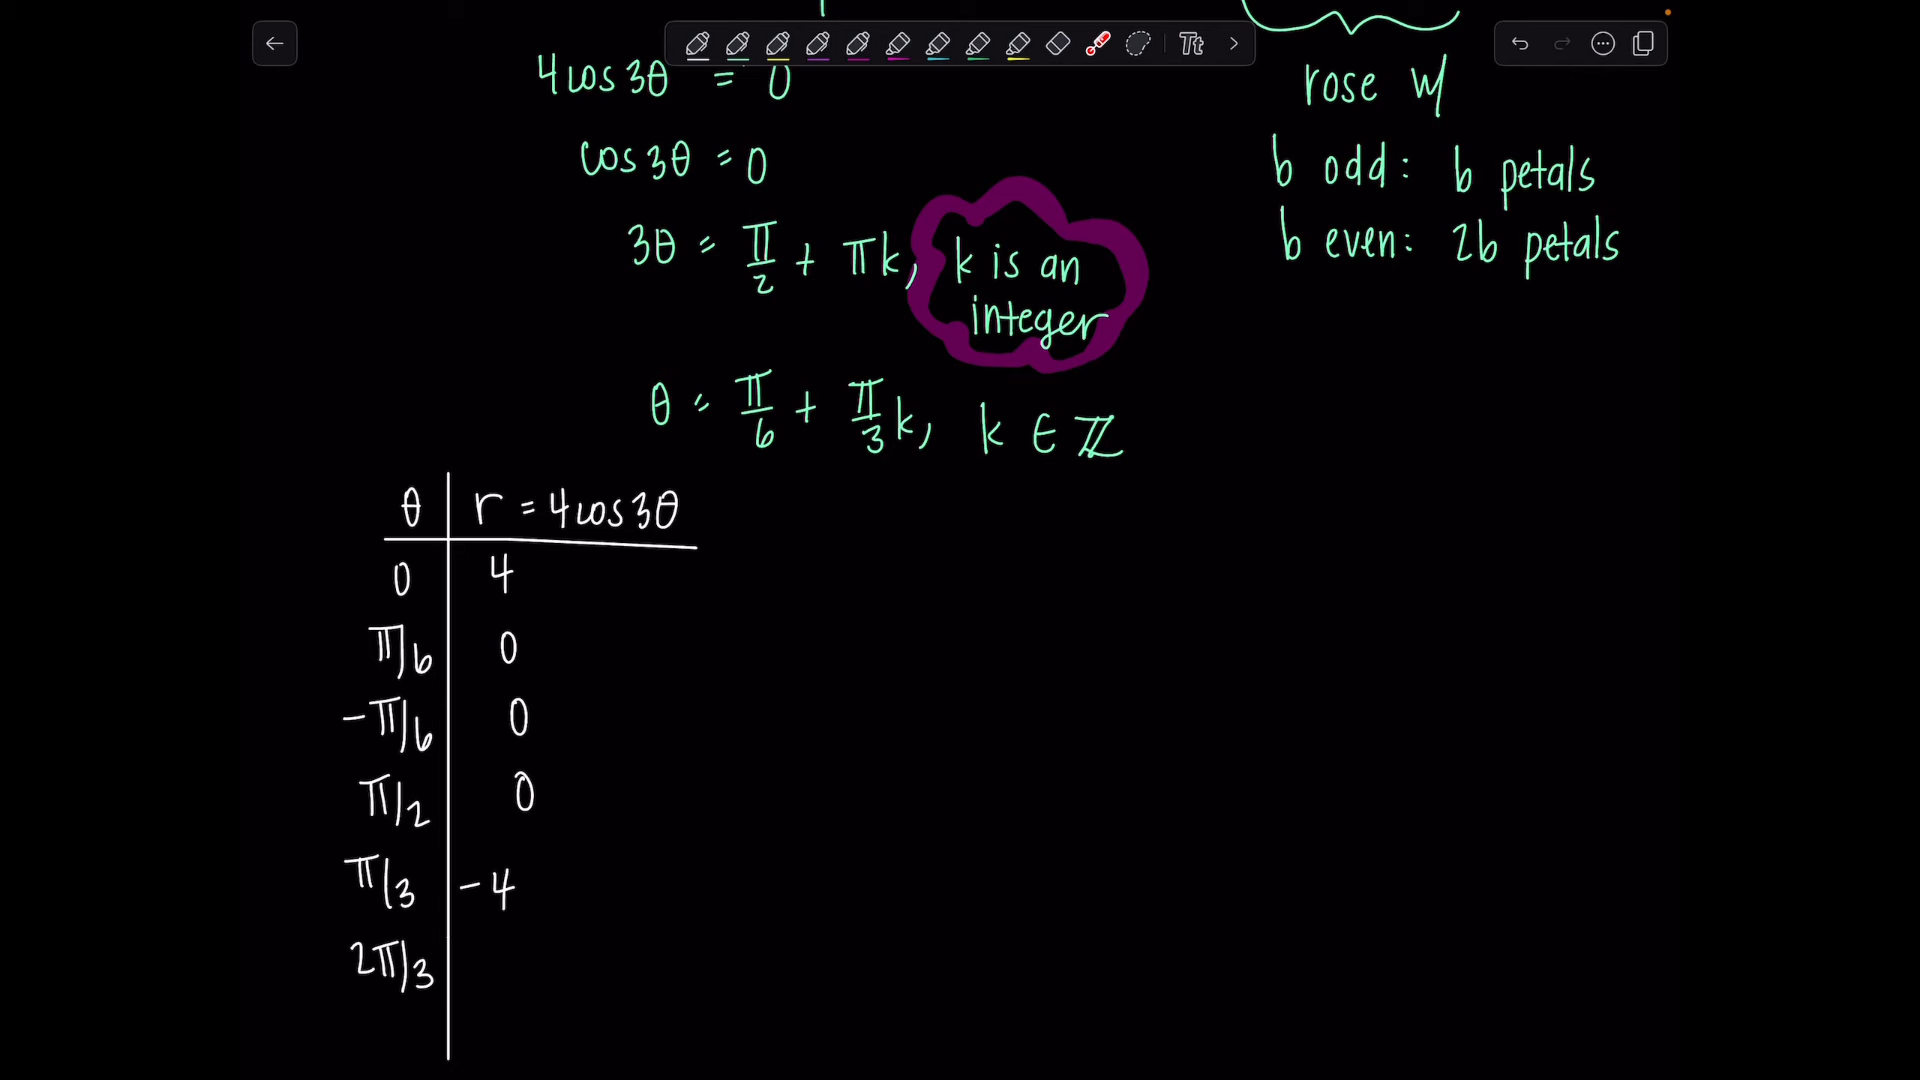 4cos3θ = 0
cos3θ = 0
3θ = π/2 + πk, k is an
integer
θ = π/6 + π/3 k, k ∈ ℤ
rose w/
b odd: b petals
b even: 2b petals
Tt
θ r = 4cos3θ
0 4
π/6 0
-π/6 0
π/2 0
π/3 -4
2π/3